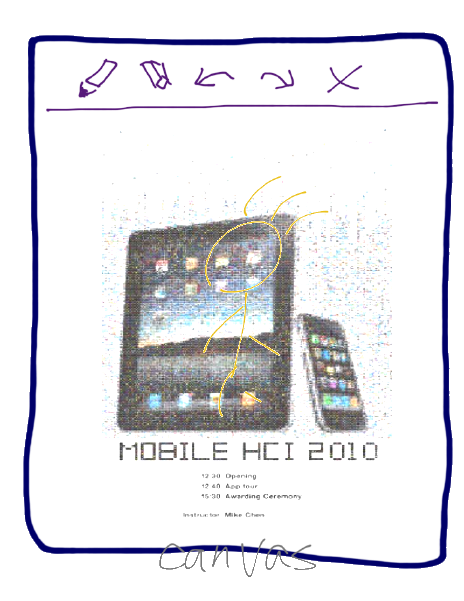 MOBILE HCI 2010
12:30 Opening
12:40 App tour
15:30 Awarding Ceremony
Instructor: Mike Chen
canvas